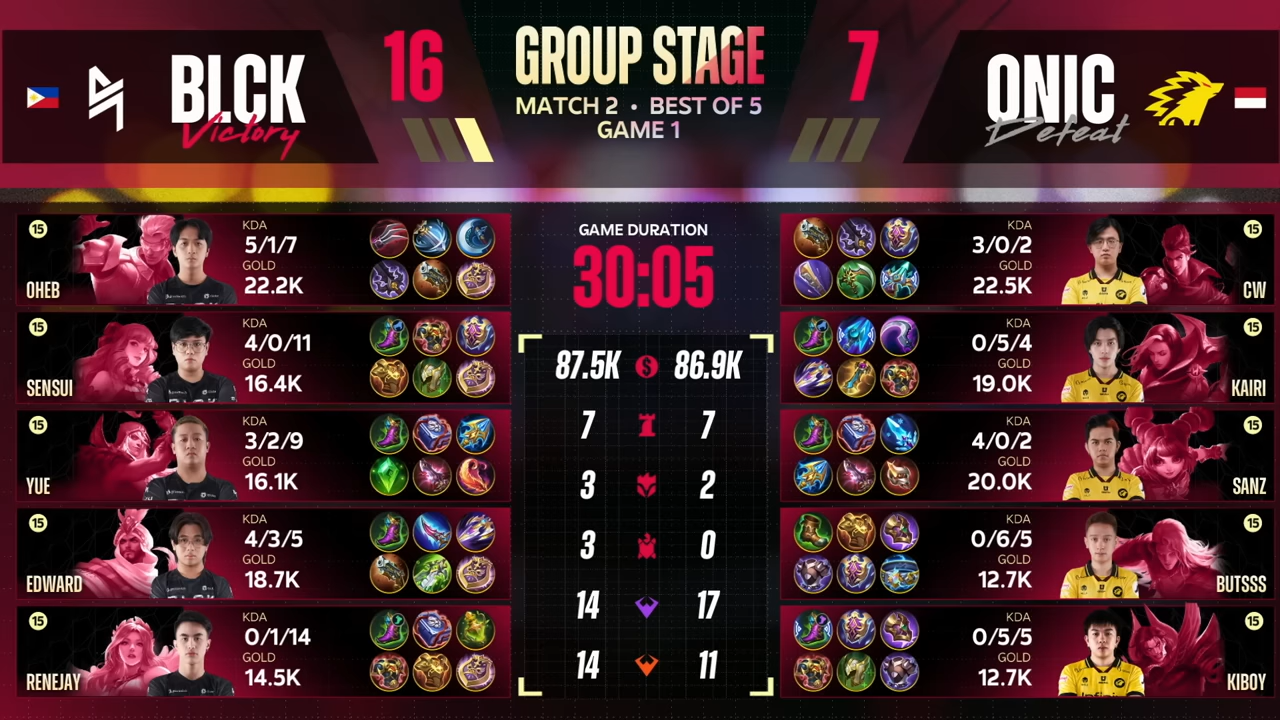 BLCK
Victory
16
GROUP STAGE
MATCH 2 • BEST OF 5
GAME 1
7
ONIC
Defeat
15
OHEB
KDA
5/1/7
GOLD
22.2K
15
SENSUI
KDA
4/0/11
GOLD
16.4K
15
YUE
KDA
3/2/9
GOLD
16.1K
15
EDWARD
KDA
4/3/5
GOLD
18.7K
15
RENEJAY
KDA
0/1/14
GOLD
14.5K
GAME DURATION
30:05
87.5K 86.9K
7 7
3 2
3 0
14 17
14 11
KDA
3/0/2
GOLD
22.5K
15
CW
KDA
0/5/4
GOLD
19.0K
15
KAIRI
KDA
4/0/2
GOLD
20.0K
15
SANZ
KDA
0/6/5
GOLD
12.7K
15
BUTSSS
KDA
0/5/5
GOLD
12.7K
15
KIBOY